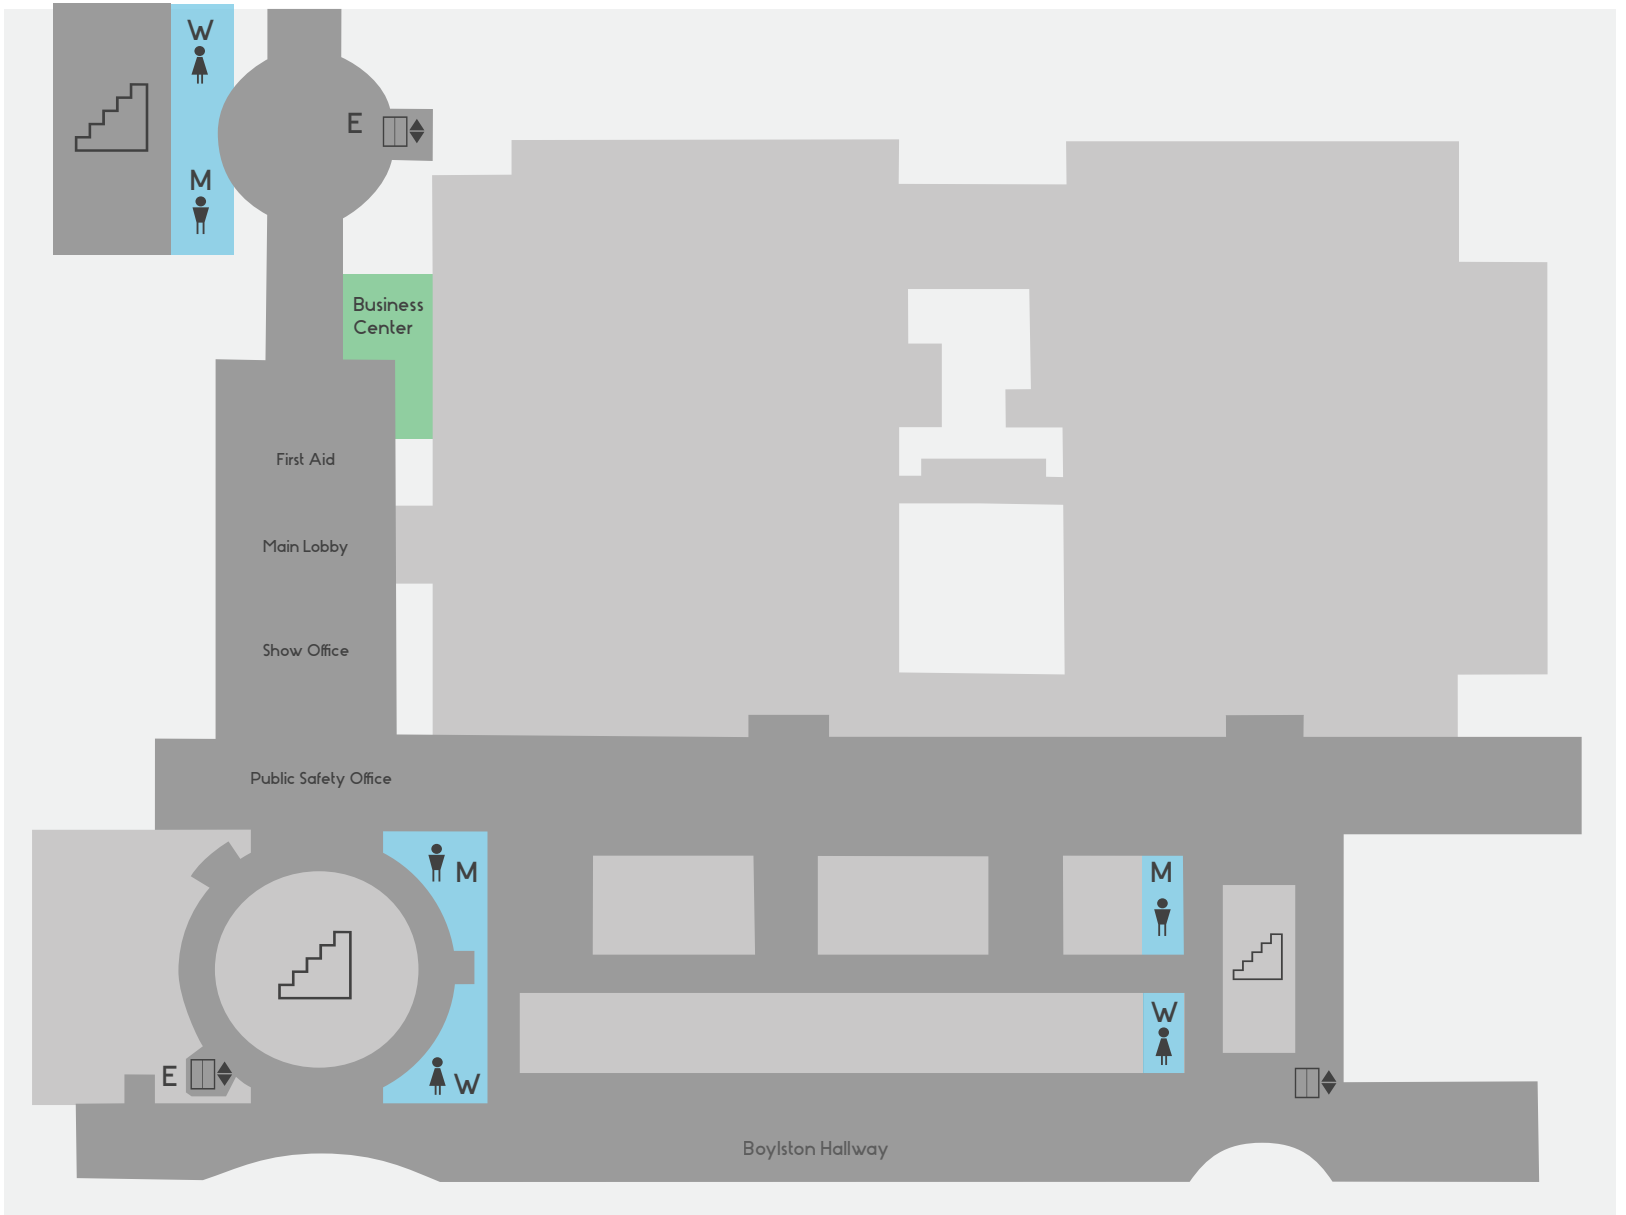 W
E
M
Business
Center
First Aid
Main Lobby
Show Office
Public Safety Office
M
M
W
E
W
Boylston Hallway